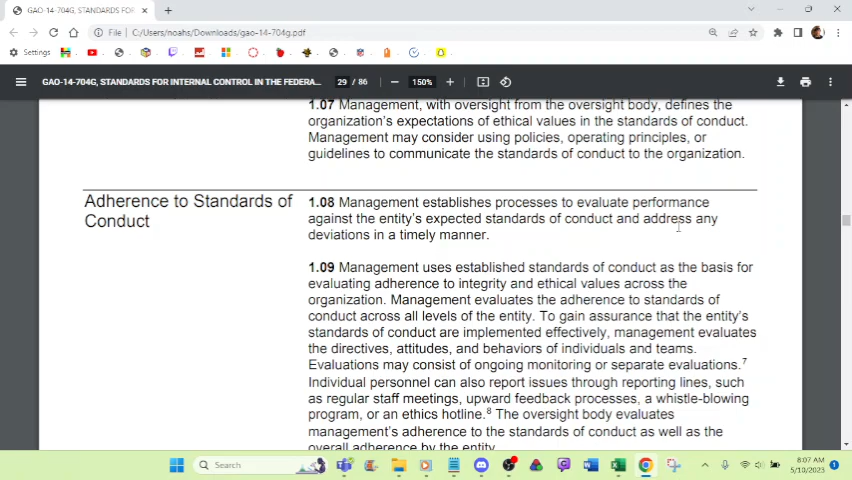 GAO-14-704G, STANDARDS FOR
File C:/Users/noahs/Downloads/gao-14-704g.pdf
Settings
GAO-14-704G, STANDARDS FOR INTERNAL CONTROL IN THE FEDERA... 29 / 86 150%
1.07 Management, with oversight from the oversight body, defines the
organization's expectations of ethical values in the standards of conduct.
Management may consider using policies, operating principles, or
guidelines to communicate the standards of conduct to the organization.
Adherence to Standards of
Conduct
1.08 Management establishes processes to evaluate performance
against the entity's expected standards of conduct and address any
deviations in a timely manner.
1.09 Management uses established standards of conduct as the basis for
evaluating adherence to integrity and ethical values across the
organization. Management evaluates the adherence to standards of
conduct across all levels of the entity. To gain assurance that the entity's
standards of conduct are implemented effectively, management evaluates
the directives, attitudes, and behaviors of individuals and teams.
Evaluations may consist of ongoing monitoring or separate evaluations.7
Individual personnel can also report issues through reporting lines, such
as regular staff meetings, upward feedback processes, a whistle-blowing
program, or an ethics hotline.8 The oversight body evaluates
management's adherence to the standards of conduct as well as the
overall adherence by the entity.
Search
8:07 AM
5/10/2023